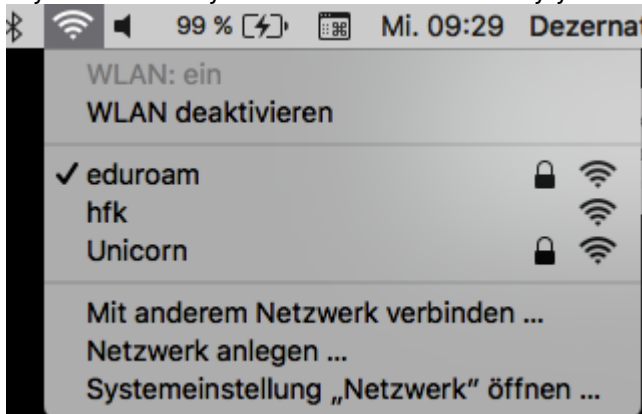 99 % Mi. 09:29 Dezerna
WLAN: ein
WLAN deaktivieren
eduroam
hfk
Unicorn
Mit anderem Netzwerk verbinden ...
Netzwerk anlegen ...
Systemeinstellung „Netzwerk“ öffnen ...